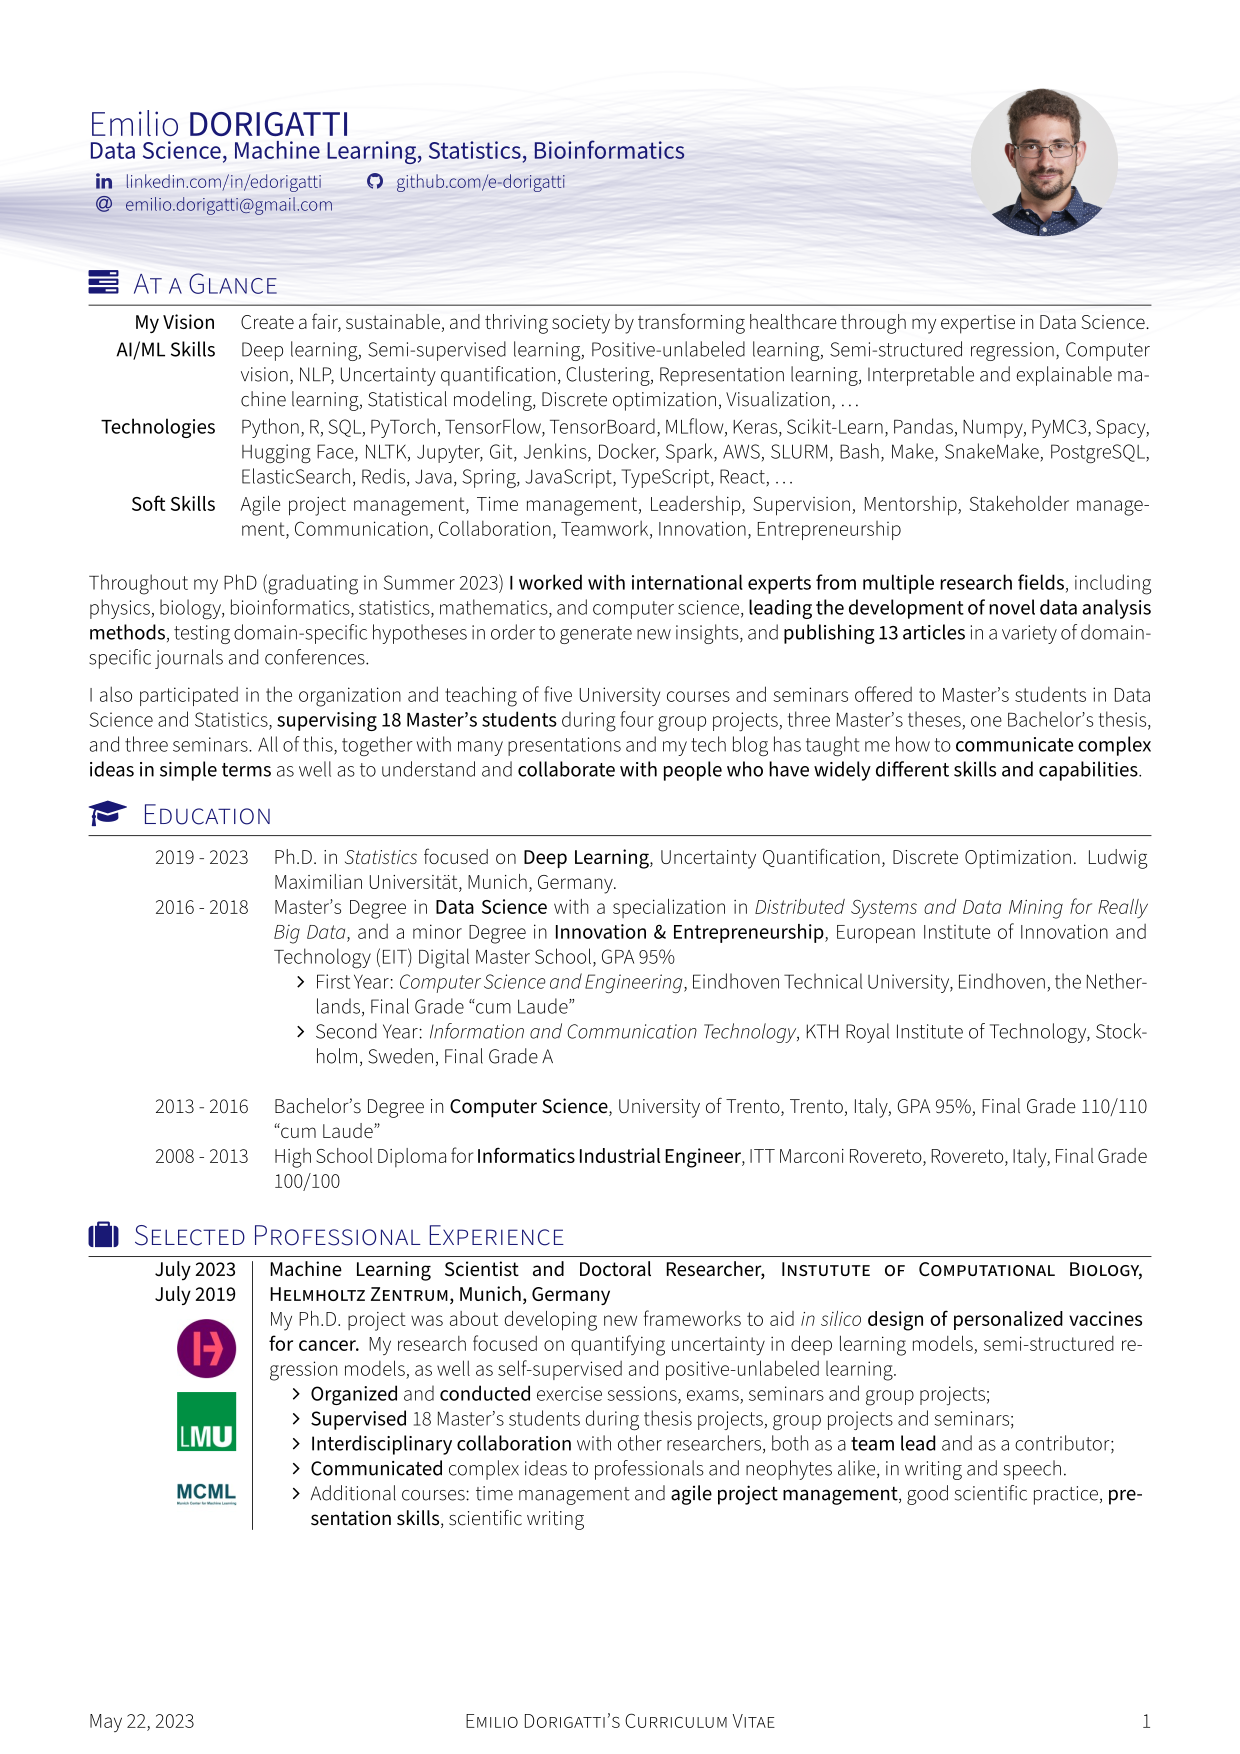 Emilio DORIGATTI
Data Science, Machine Learning, Statistics, Bioinformatics
linkedin.com/in/edorigatti github.com/e-dorigatti
@ emilio.dorigatti@gmail.com
At a Glance
My Vision Create a fair, sustainable, and thriving society by transforming healthcare through my expertise in Data Science.
AI/ML Skills Deep learning, Semi-supervised learning, Positive-unlabeled learning, Semi-structured regression, Computer
vision, NLP, Uncertainty quantification, Clustering, Representation learning, Interpretable and explainable ma-
chine learning, Statistical modeling, Discrete optimization, Visualization, …
Technologies Python, R, SQL, PyTorch, TensorFlow, TensorBoard, MLflow, Keras, Scikit-Learn, Pandas, Numpy, PyMC3, Spacy,
Hugging Face, NLTK, Jupyter, Git, Jenkins, Docker, Spark, AWS, SLURM, Bash, Make, SnakeMake, PostgreSQL,
ElasticSearch, Redis, Java, Spring, JavaScript, TypeScript, React, …
Soft Skills Agile project management, Time management, Leadership, Supervision, Mentorship, Stakeholder manage-
ment, Communication, Collaboration, Teamwork, Innovation, Entrepreneurship
Throughout my PhD (graduating in Summer 2023) I worked with international experts from multiple research fields, including
physics, biology, bioinformatics, statistics, mathematics, and computer science, leading the development of novel data analysis
methods, testing domain-specific hypotheses in order to generate new insights, and publishing 13 articles in a variety of domain-
specific journals and conferences.
I also participated in the organization and teaching of five University courses and seminars offered to Master's students in Data
Science and Statistics, supervising 18 Master's students during four group projects, three Master's theses, one Bachelor's thesis,
and three seminars. All of this, together with many presentations and my tech blog has taught me how to communicate complex
ideas in simple terms as well as to understand and collaborate with people who have widely different skills and capabilities.
Education
2019 - 2023 Ph.D. in Statistics focused on Deep Learning, Uncertainty Quantification, Discrete Optimization. Ludwig
Maximilian Universität, Munich, Germany.
2016 - 2018 Master's Degree in Data Science with a specialization in Distributed Systems and Data Mining for Really
Big Data, and a minor Degree in Innovation & Entrepreneurship, European Institute of Innovation and
Technology (EIT) Digital Master School, GPA 95%
First Year: Computer Science and Engineering, Eindhoven Technical University, Eindhoven, the Nether-
lands, Final Grade “cum Laude”
Second Year: Information and Communication Technology, KTH Royal Institute of Technology, Stock-
holm, Sweden, Final Grade A
2013 - 2016 Bachelor's Degree in Computer Science, University of Trento, Trento, Italy, GPA 95%, Final Grade 110/110
“cum Laude”
2008 - 2013 High School Diploma for Informatics Industrial Engineer, ITT Marconi Rovereto, Rovereto, Italy, Final Grade
100/100
Selected Professional Experience
July 2023 Machine Learning Scientist and Doctoral Researcher, Instutute of Computational Biology,
July 2019 Helmholtz Zentrum, Munich, Germany
My Ph.D. project was about developing new frameworks to aid in silico design of personalized vaccines
for cancer. My research focused on quantifying uncertainty in deep learning models, semi-structured re-
gression models, as well as self-supervised and positive-unlabeled learning.
Organized and conducted exercise sessions, exams, seminars and group projects;
Supervised 18 Master's students during thesis projects, group projects and seminars;
LMU
Interdisciplinary collaboration with other researchers, both as a team lead and as a contributor;
Communicated complex ideas to professionals and neophytes alike, in writing and speech.
MCML
Munich Center for Machine Learning
Additional courses: time management and agile project management, good scientific practice, pre-
sentation skills, scientific writing
May 22, 2023 Emilio Dorigatti's Curriculum Vitae 1